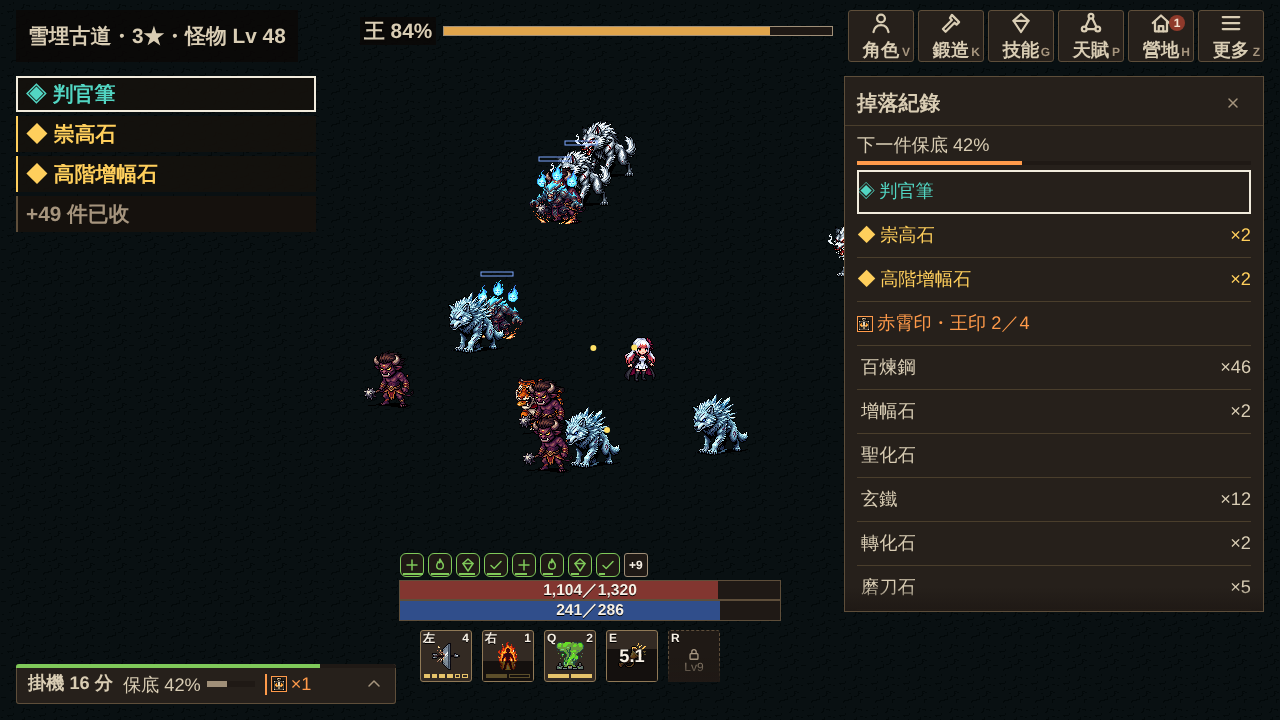 雪埋古道・3★・怪物 Lv 48
王 84%
角色 V
鍛造 K
技能 G
天賦 P
營地 H 1
更多 Z
◈ 判官筆
◆ 崇高石
◆ 高階增幅石
+49 件已收
掉落紀錄 ×
下一件保底 42%
◈ 判官筆
◆ 崇高石 ×2
◆ 高階增幅石 ×2
赤霄印・王印 2／4
百煉鋼 ×46
增幅石 ×2
聖化石
玄鐵 ×12
轉化石 ×2
磨刀石 ×5
+9
1,104／1,320
241／286
左 4
右 1
Q 2
E 5.1
R Lv9
掛機 16 分 保底 42% ×1